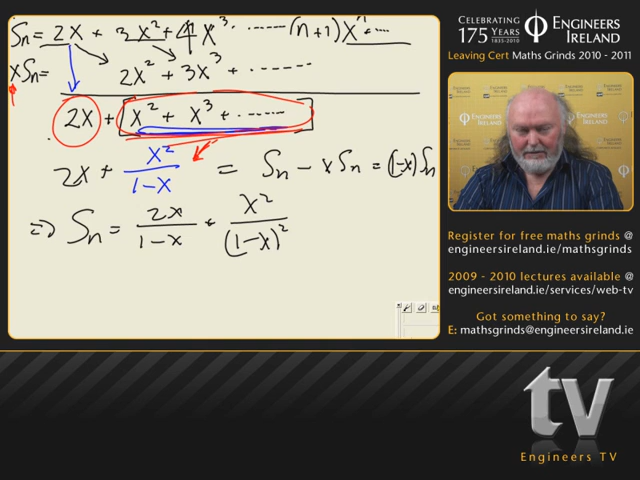 Sn = 2x + 3x² + 4x³ + ...... (n+1)xⁿ + ...
xSn = 2x² + 3x³ + ......
2x + x² + x³ + ......
2x + x²/(1-x) = Sn - xSn = (1-x)Sn
⇒ Sn = 2x/(1-x) + x²/(1-x)²
CELEBRATING
175 YEARS
1835-2010
ENGINEERS
IRELAND
Leaving Cert Maths Grinds 2010 - 2011
ENGINEERS
IRELAND
Register for free maths grinds @
engineersireland.ie/mathsgrinds
2009 - 2010 lectures available @
engineersireland.ie/services/web-tv
Got something to say?
E: mathsgrinds@engineersireland.ie
tv
Engineers TV